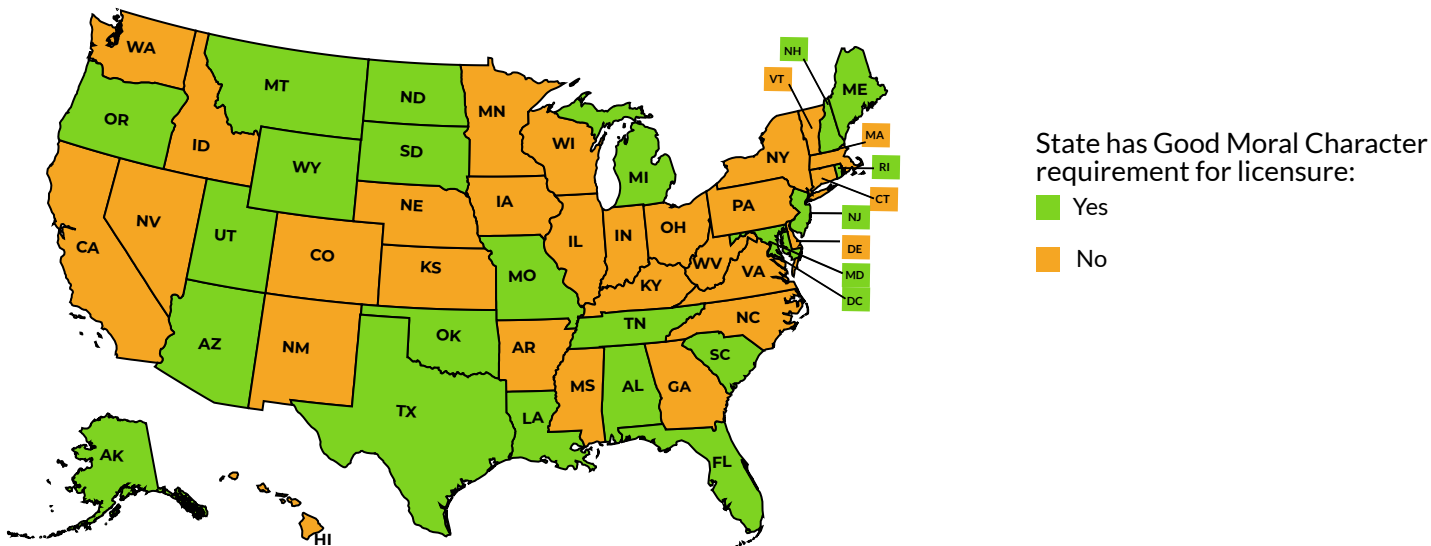 WA
MT
ND
MN
OR
ID
WY
SD
WI
MI
NH
VT
ME
NY
MA
RI
CT
NJ
DE
MD
DC
PA
NE
IA
NV
UT
CA
CO
KS
MO
IL
IN
OH
WV
VA
KY
NC
TN
SC
AZ
NM
OK
AR
TX
LA
MS
AL
GA
FL
AK
HI
State has Good Moral Character
requirement for licensure:
Yes
No